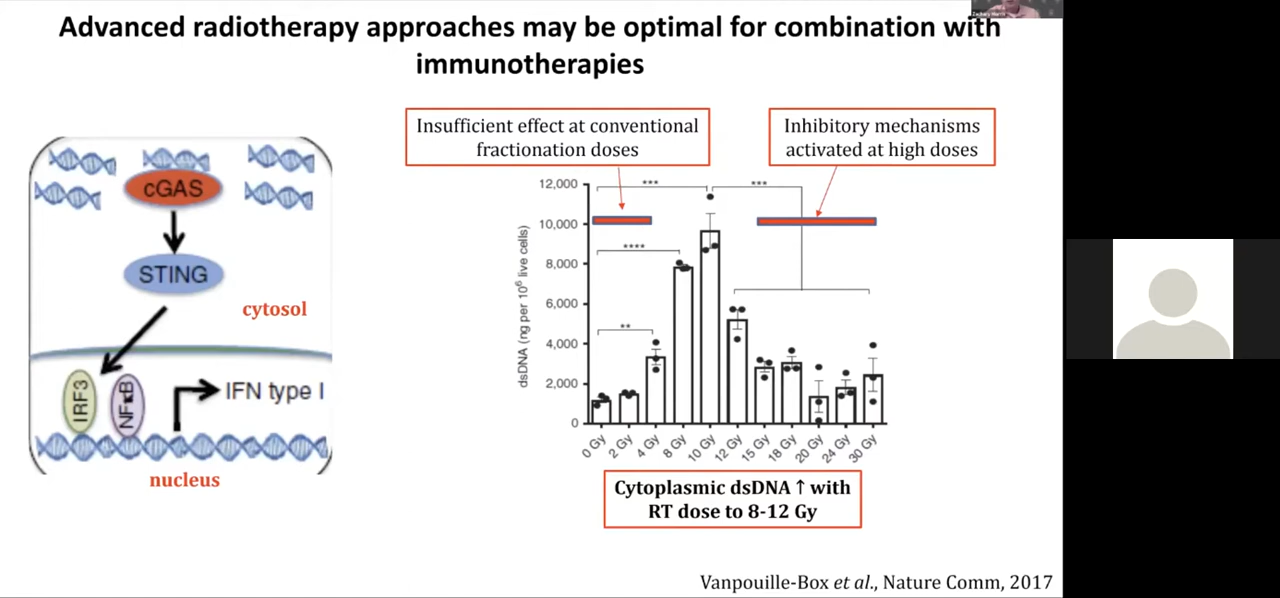 Advanced radiotherapy approaches may be optimal for combination with
immunotherapies
Insufficient effect at conventional
fractionation doses
Inhibitory mechanisms
activated at high doses
cGAS
STING
cytosol
IRF3
NFκB
IFN type I
nucleus
dsDNA (ng per 10⁶ live cells)
12,000
10,000
8,000
6,000
4,000
2,000
0
***
***
****
**
0 Gy
2 Gy
4 Gy
8 Gy
10 Gy
12 Gy
15 Gy
18 Gy
20 Gy
24 Gy
30 Gy
Cytoplasmic dsDNA ↑ with
RT dose to 8-12 Gy
Vanpouille-Box et al., Nature Comm, 2017